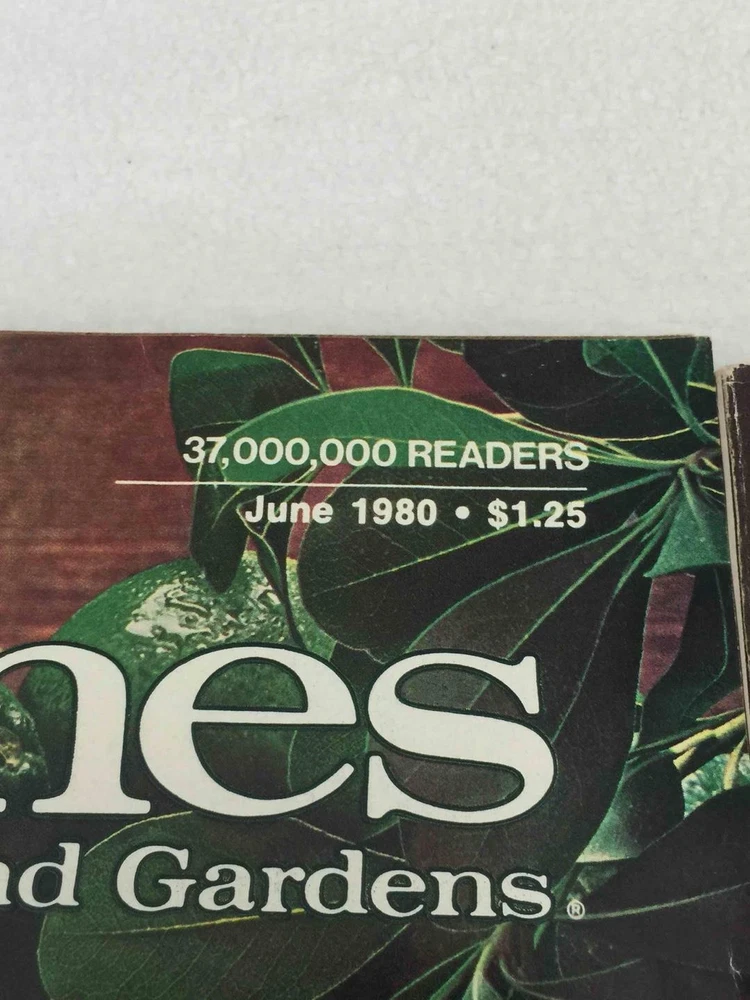 37,000,000 READERS
June 1980 • $1.25
mes
nd Gardens®